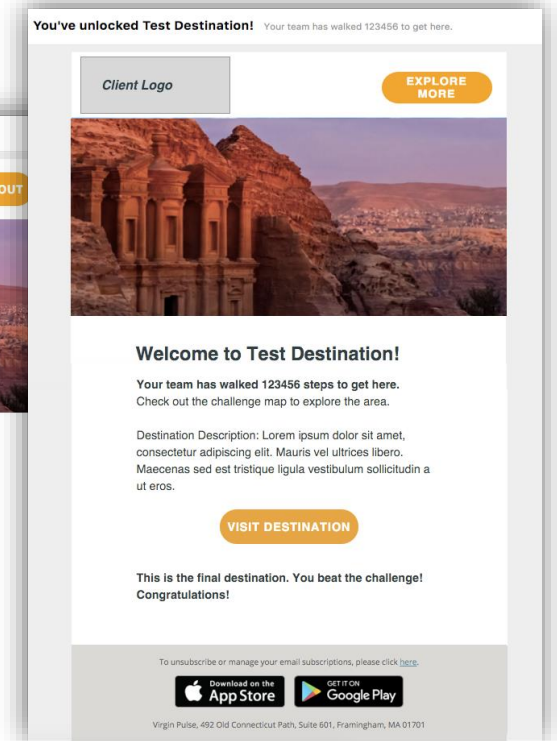 You've unlocked Test Destination! Your team has walked 123456 to get here.
Client Logo
EXPLORE
MORE
OUT
Welcome to Test Destination!
Your team has walked 123456 steps to get here.
Check out the challenge map to explore the area.
Destination Description: Lorem ipsum dolor sit amet,
consectetur adipiscing elit. Mauris vel ultrices libero.
Maecenas sed est tristique ligula vestibulum sollicitudin a
ut eros.
VISIT DESTINATION
This is the final destination. You beat the challenge!
Congratulations!
To unsubscribe or manage your email subscriptions, please click here.
Download on the
App Store
GET IT ON
Google Play
Virgin Pulse, 492 Old Connecticut Path, Suite 601, Framingham, MA 01701